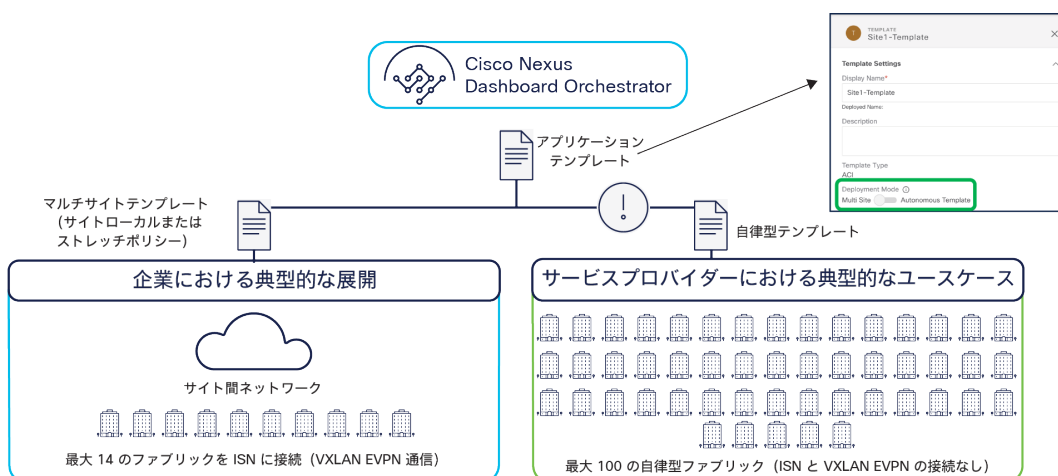 Cisco Nexus
Dashboard Orchestrator
アプリケーション
テンプレート
T
TEMPLATE
Site1-Template
Template Settings
Display Name*
Site1-Template
Deployed Name:
Description
Template Type
ACI
Deployment Mode
Multi Site
Autonomous Template
マルチサイトテンプレート
(サイトローカルまたは
ストレッチポリシー)
自律型テンプレート
企業における典型的な展開
サイト間ネットワーク
最大 14 のファブリックを ISN に接続(VXLAN EVPN 通信)
サービスプロバイダーにおける典型的なユースケース
最大 100 の自律型ファブリック(ISN と VXLAN EVPN の接続なし)